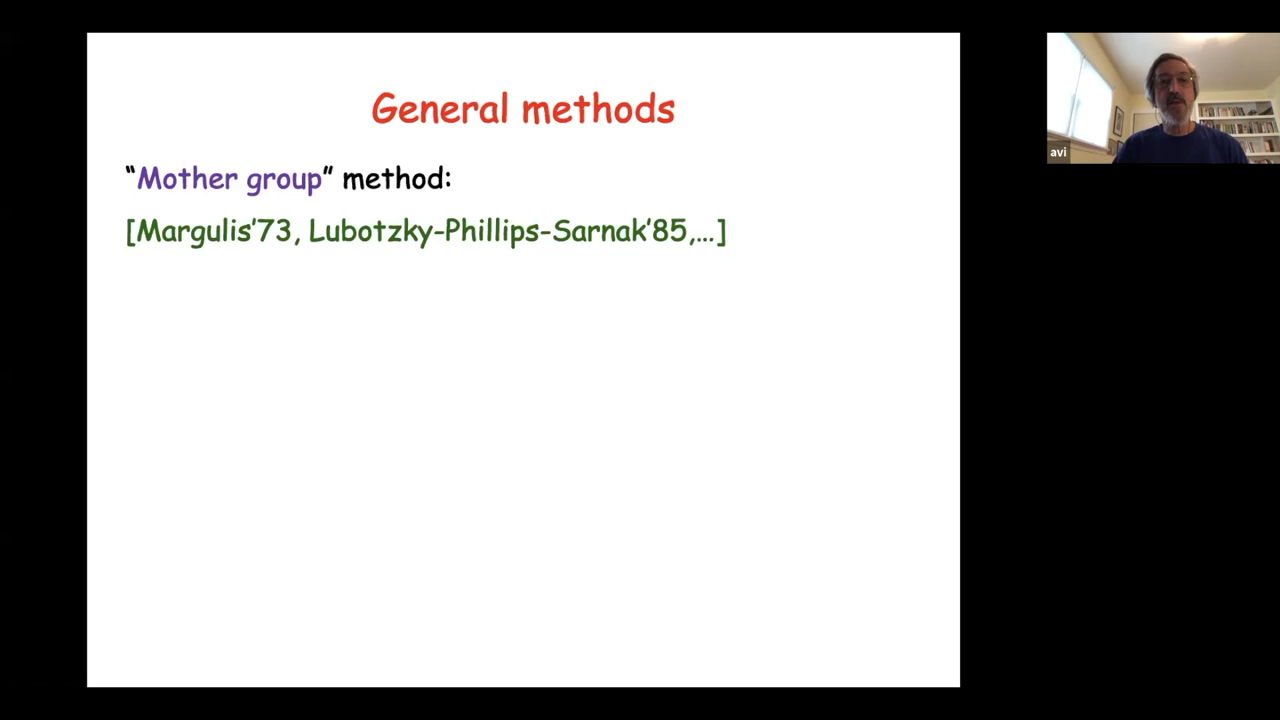 General methods
“Mother group” method:
[Margulis’73, Lubotzky-Phillips-Sarnak’85,…]
avi